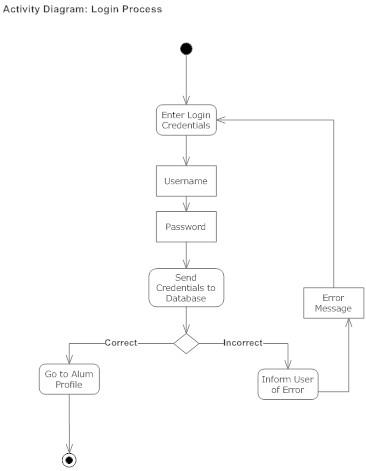 Activity Diagram: Login Process
Enter Login
Credentials
Username
Password
Send
Credentials to
Database
Error
Message
Correct
Incorrect
Go to Alum
Profile
Inform User
of Error